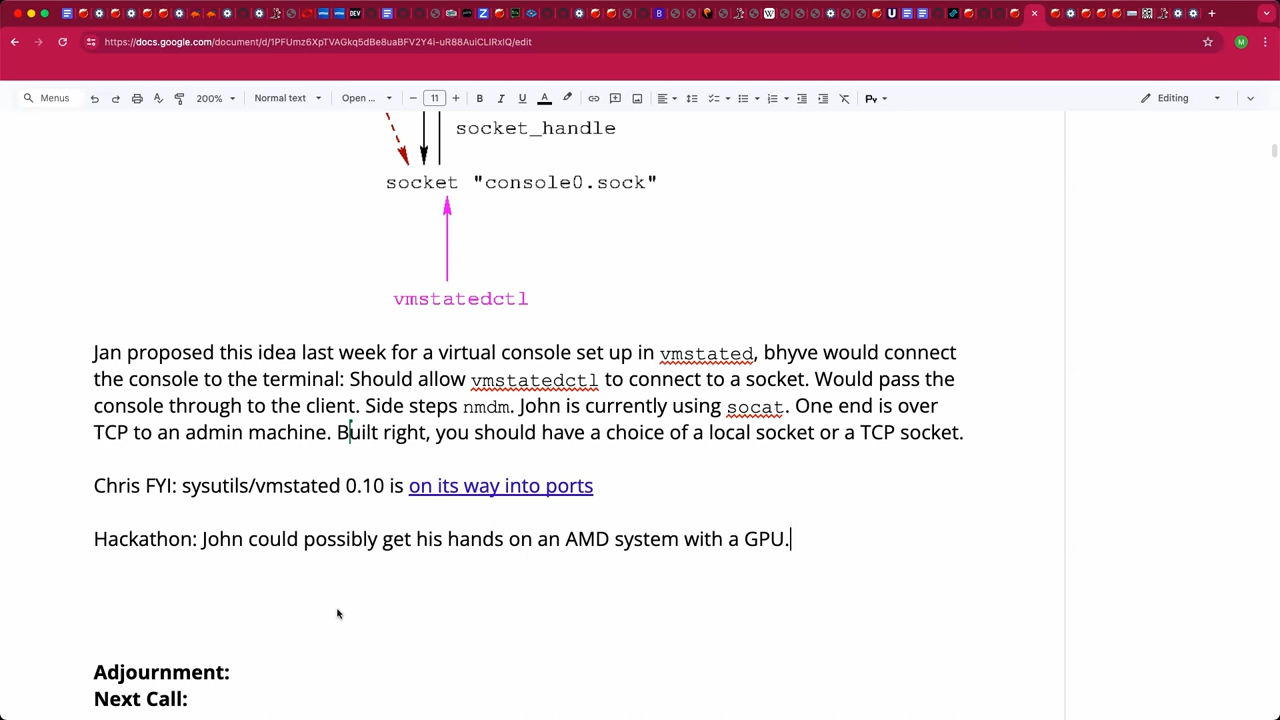 https://docs.google.com/document/d/1PFUmz6XpTVAGkq5dBe8uaBFV2Y4i-uR88AuiCLIRxIQ/edit
M
Menus
200%
Normal text
Open ...
11
B
I
U
A
Editing
socket_handle
socket "console0.sock"
vmstatedctl
Jan proposed this idea last week for a virtual console set up in vmstated, bhyve would connect
the console to the terminal: Should allow vmstatedctl to connect to a socket. Would pass the
console through to the client. Side steps nmdm. John is currently using socat. One end is over
TCP to an admin machine. Built right, you should have a choice of a local socket or a TCP socket.
Chris FYI: sysutils/vmstated 0.10 is on its way into ports
Hackathon: John could possibly get his hands on an AMD system with a GPU.
Adjournment:
Next Call: